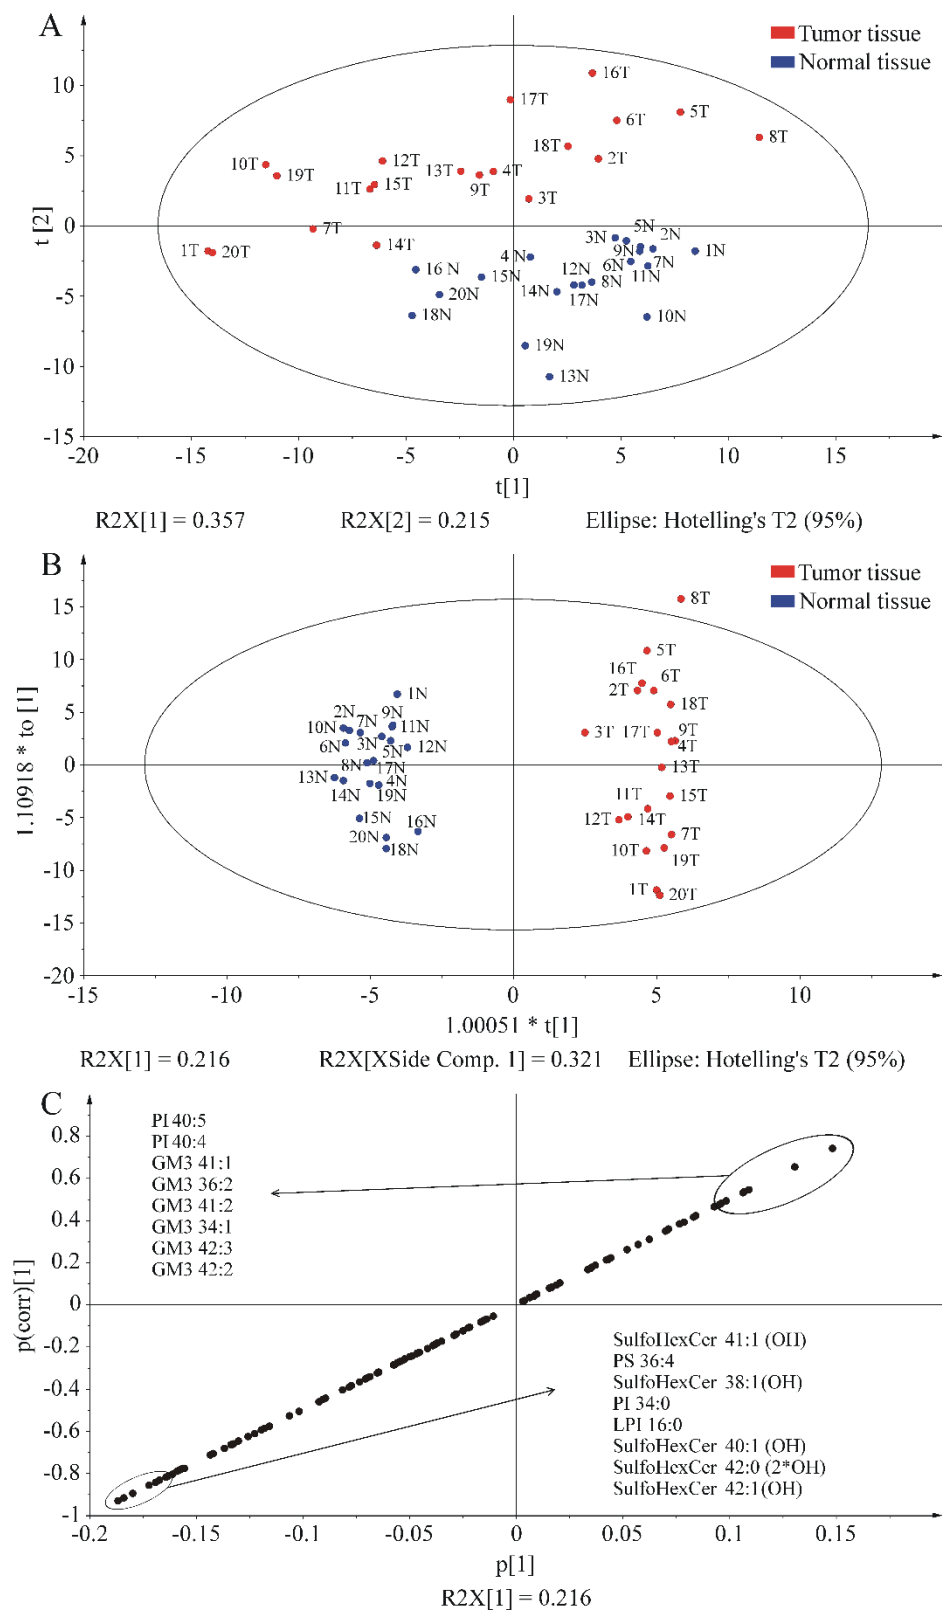 A
Tumor tissue
Normal tissue
16T
17T
5T
6T
8T
18T
2T
12T
10T
19T
13T
4T
9T
15T
11T
3T
7T
14T
1T
20T
5N
3N
2N
1N
9N
4 N
6N
7N
16 N
15N
12N
11N
8N
14N
17N
20N
18N
10N
19N
13N
10
5
0
-5
-10
-15
t [2]
-20
-15
-10
-5
0
5
10
15
t[1]
R2X[1] = 0.357
R2X[2] = 0.215
Ellipse: Hotelling's T2 (95%)
B
Tumor tissue
Normal tissue
8T
5T
16T
6T
2T
18T
3T
17T
9T
4T
13T
15T
11T
12T
14T
7T
10T
19T
1T
20T
1N
2N
9N
10N
7N
11N
6N
3N
5N
12N
8N
17N
13N
4N
14N
19N
15N
16N
20N
18N
15
10
5
0
-5
-10
-15
-20
1.10918 * to [1]
-15
-10
-5
0
5
10
1.00051 * t[1]
R2X[1] = 0.216
R2X[XSide Comp. 1] = 0.321
Ellipse: Hotelling's T2 (95%)
C
PI 40:5
PI 40:4
GM3 41:1
GM3 36:2
GM3 41:2
GM3 34:1
GM3 42:3
GM3 42:2
SulfoHexCer 41:1 (OH)
PS 36:4
SulfoHexCer 38:1(OH)
PI 34:0
LPI 16:0
SulfoHexCer 40:1 (OH)
SulfoHexCer 42:0 (2*OH)
SulfoHexCer 42:1(OH)
0.8
0.6
0.4
0.2
0
-0.2
-0.4
-0.6
-0.8
-1
p(corr)[1]
-0.2
-0.15
-0.1
-0.05
0
0.05
0.1
0.15
p[1]
R2X[1] = 0.216